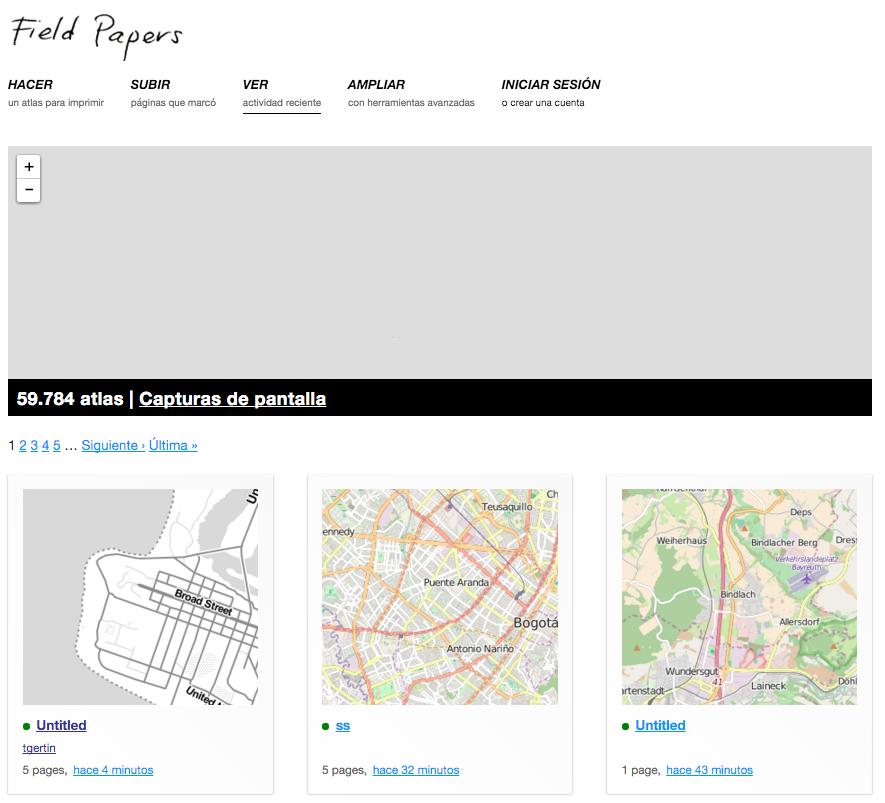 Field Papers
HACER
un atlas para imprimir
SUBIR
páginas que marcó
VER
actividad reciente
AMPLIAR
con herramientas avanzadas
INICIAR SESIÓN
o crear una cuenta
+
−
59.784 atlas | Capturas de pantalla
1 2 3 4 5 … Siguiente › Última »
Broad Street
Untitled
tgertin
5 pages, hace 4 minutos
Ch
Teusaquillo
ennedy
Puente Aranda
Bogotá
Antonio Nariño
ss
5 pages, hace 32 minutos
Deps
Weiherhaus
Bindlacher Berg
Dres
Verkehrslandeplatz
Bayreuth
Bindlach
Allersdorf
Wundersgut
41
Laineck
Döhl
artenstadt
Untitled
1 page, hace 43 minutos